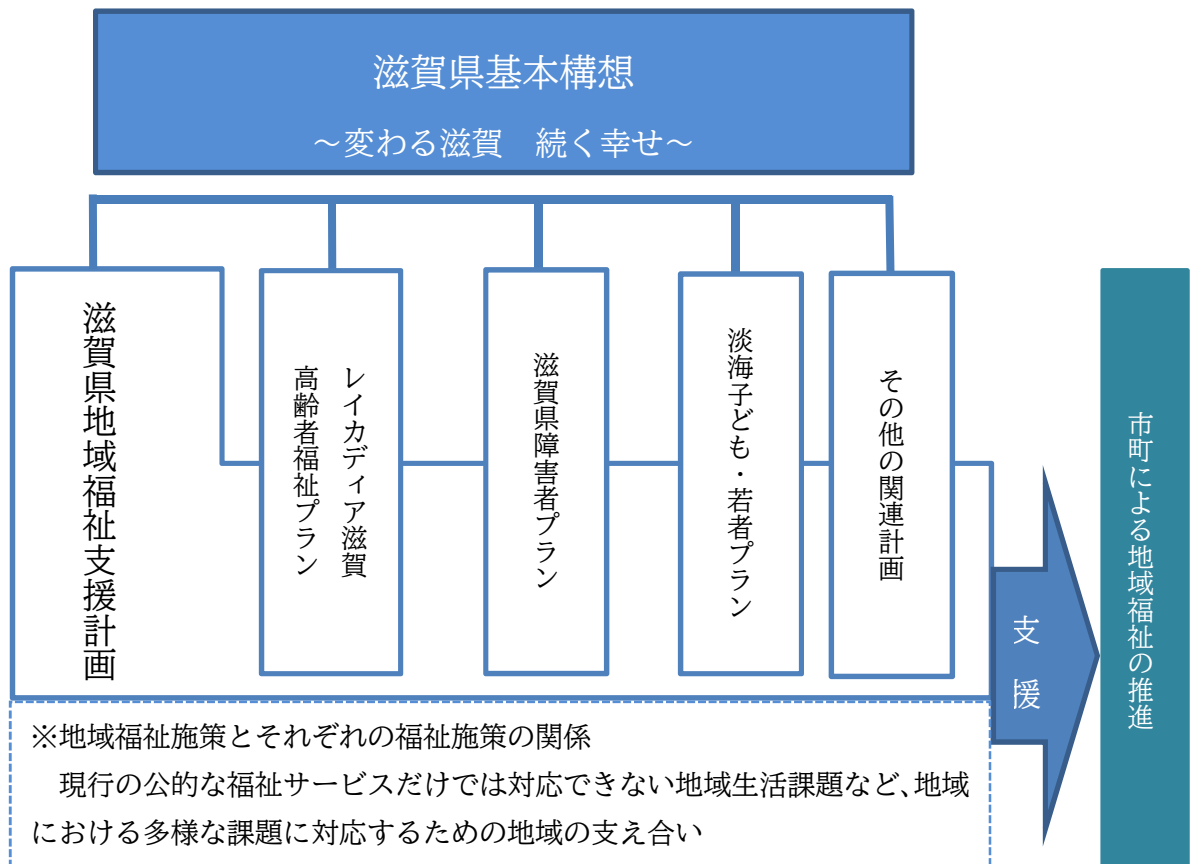 滋賀県基本構想
～変わる滋賀　続く幸せ～
滋賀県地域福祉支援計画
レイカディア滋賀
高齢者福祉プラン
滋賀県障害者プラン
淡海子ども・若者プラン
その他の関連計画
支援
市町による地域福祉の推進
※地域福祉施策とそれぞれの福祉施策の関係
　現行の公的な福祉サービスだけでは対応できない地域生活課題など、地域
における多様な課題に対応するための地域の支え合い